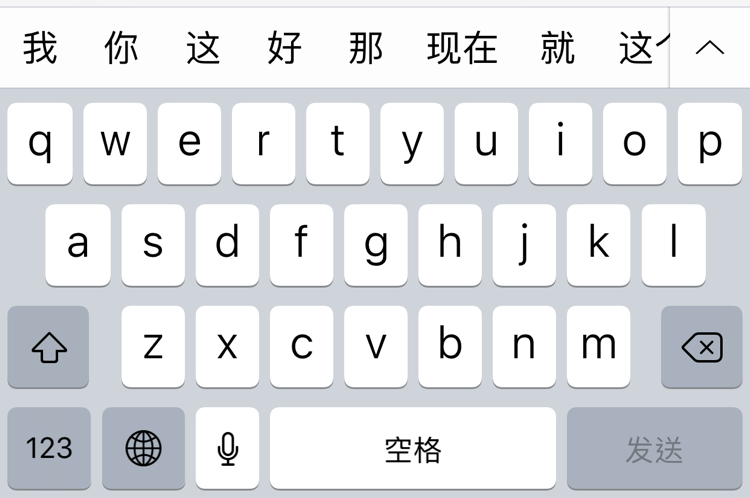 我 你 这 好 那 现在 就
q w e r t y u i o p
a s d f g h j k l
z x c v b n m
123 空格 发送